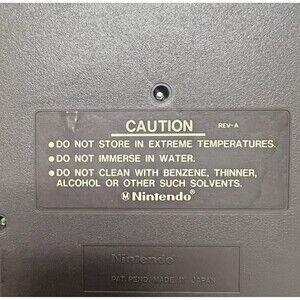 CAUTION REV-A
●DO NOT STORE IN EXTREME TEMPERATURES.
●DO NOT IMMERSE IN WATER.
●DO NOT CLEAN WITH BENZENE, THINNER,
ALCOHOL OR OTHER SUCH SOLVENTS.
Ⓜ Nintendo®
Nintendo
PAT. PEND. MADE IN JAPAN